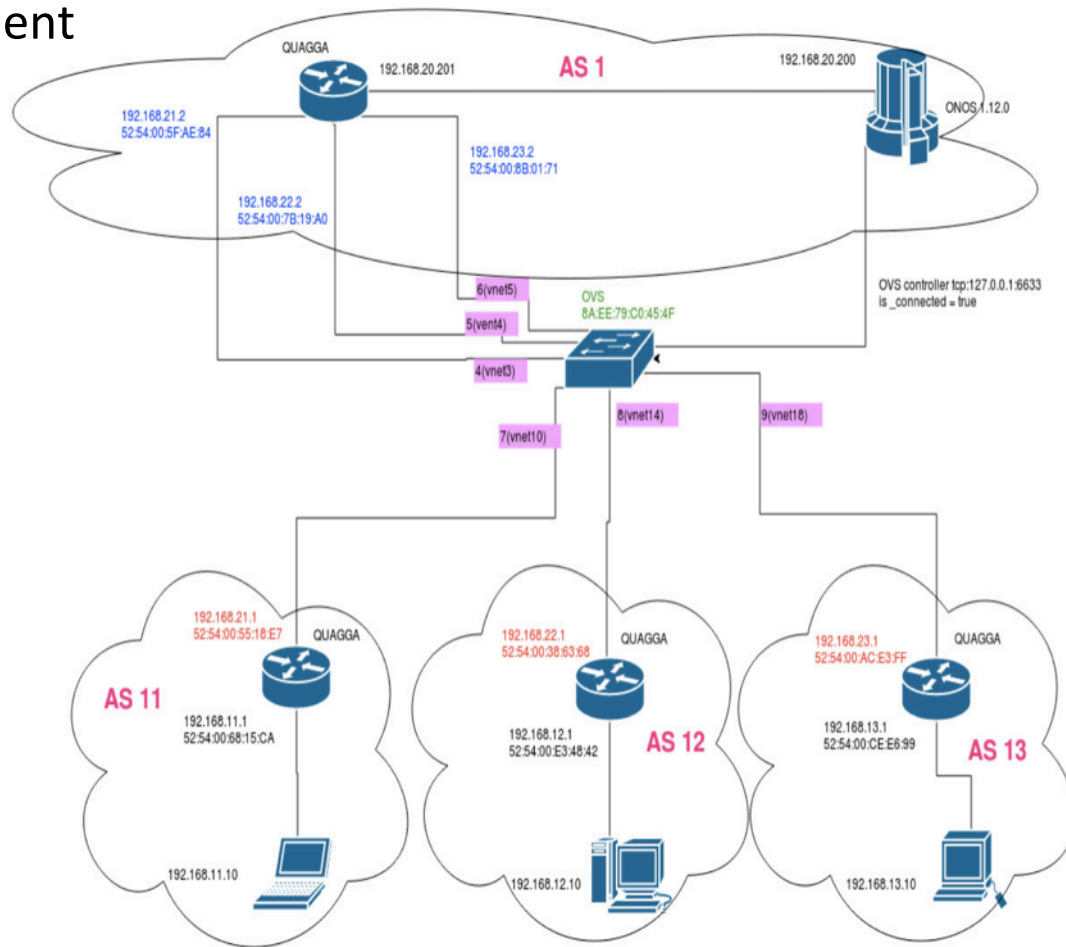 ent
QUAGGA
192.168.20.201
AS 1
192.168.20.200
ONOS 1.12.0
192.168.21.2
52:54:00:5F:AE:84
192.168.23.2
52:54:00:8B:01:71
192.168.22.2
52:54:00:7B:19:A0
6(vnet5)
OVS
8A:EE:79:C0:45:4F
OVS controller tcp:127.0.0.1:6633
is _connected = true
5(vent4)
4(vnet3)
7(vnet10)
8(vnet14)
9(vnet18)
192.168.21.1
52:54:00:55:18:E7
QUAGGA
AS 11
192.168.11.1
52:54:00:68:15:CA
192.168.11.10
192.168.22.1
52:54:00:38:63:68
QUAGGA
192.168.12.1
52:54:00:E3:48:42
AS 12
192.168.12.10
192.168.23.1
52:54:00:AC:E3:FF
QUAGGA
192.168.13.1
52:54:00:CE:E6:99
AS 13
192.168.13.10